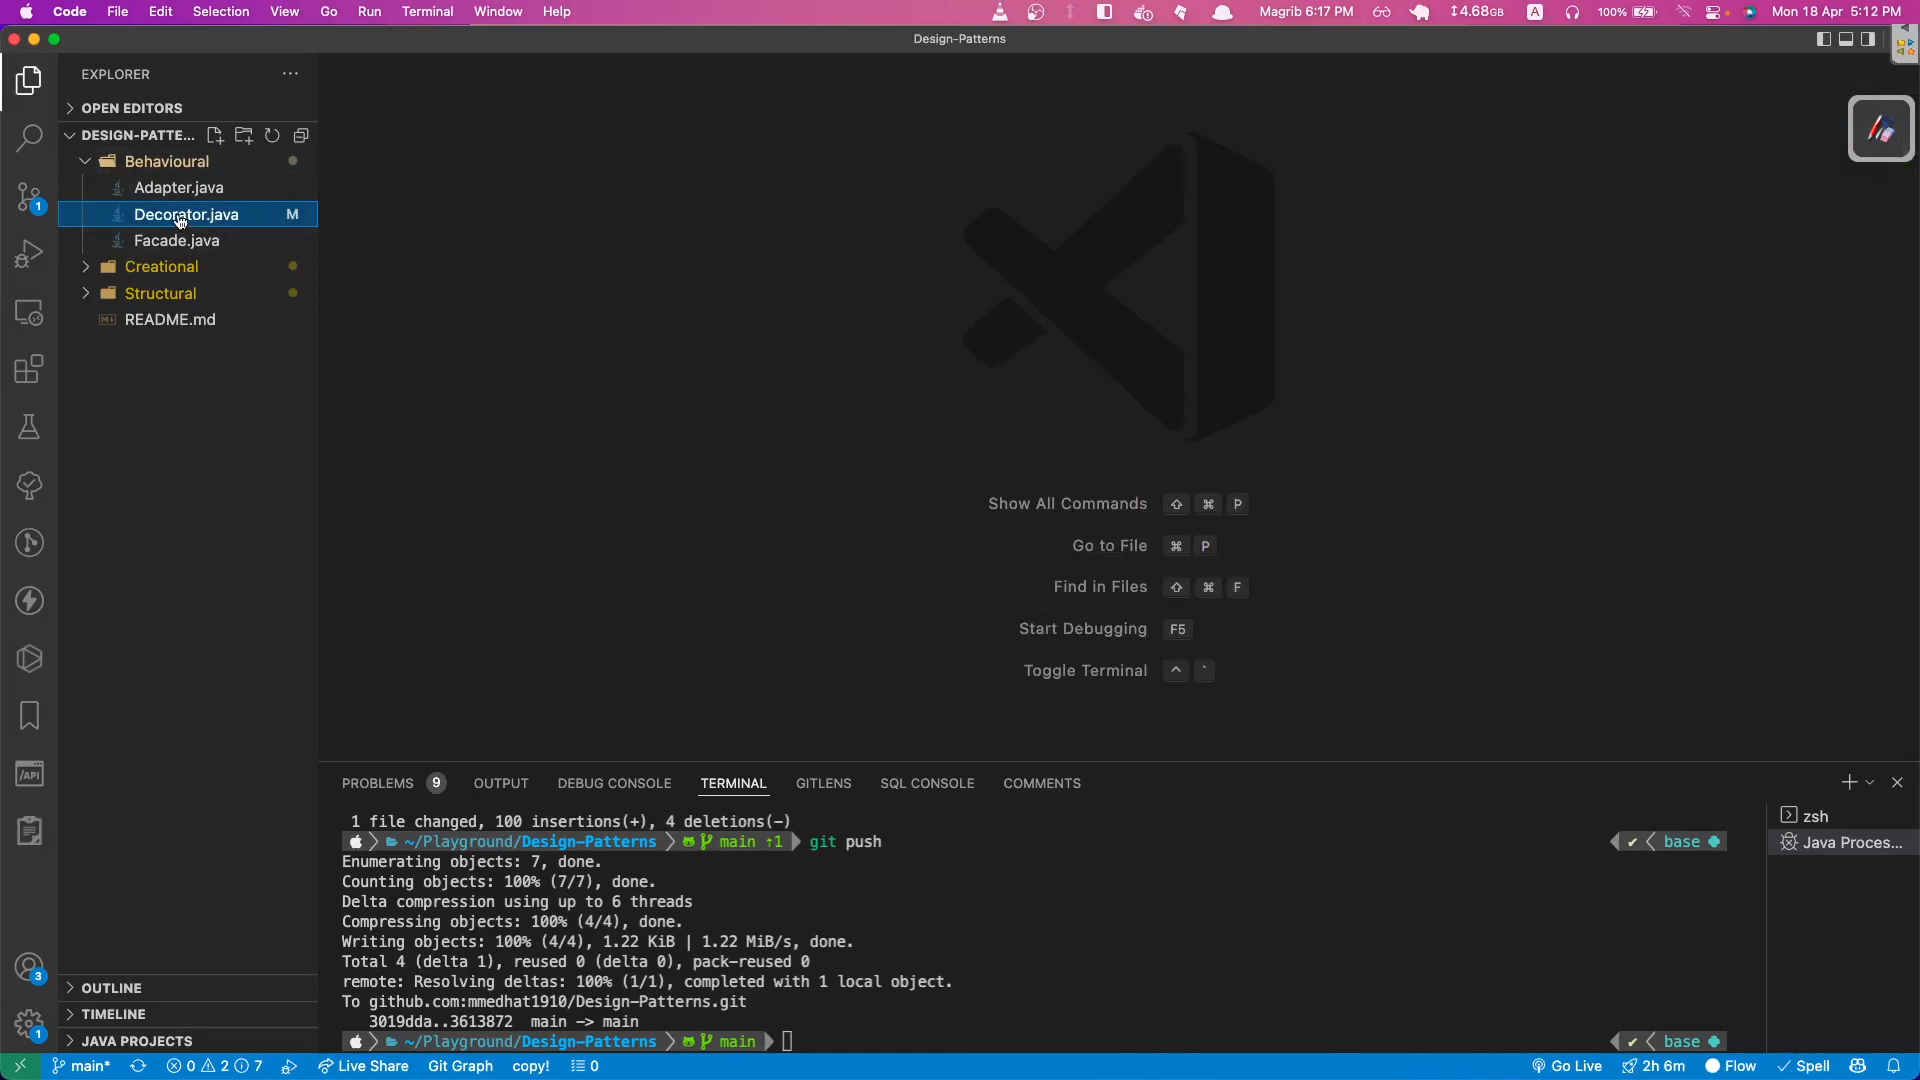 Code File Edit Selection View Go Run Terminal Window Help Magrib 6:17 PM 4.68GB A 100% Mon 18 Apr 5:12 PM
Design-Patterns
EXPLORER
OPEN EDITORS
DESIGN-PATTE...
Behavioural
Adapter.java
Decorator.java M
Facade.java
Creational
Structural
README.md
1
Show All Commands ⇧ ⌘ P
Go to File ⌘ P
Find in Files ⇧ ⌘ F
Start Debugging F5
Toggle Terminal ^ `
/API
PROBLEMS 9 OUTPUT DEBUG CONSOLE TERMINAL GITLENS SQL CONSOLE COMMENTS
1 file changed, 100 insertions(+), 4 deletions(-)
~/Playground/Design-Patterns main ↑1 git push ✔ base
Enumerating objects: 7, done.
Counting objects: 100% (7/7), done.
Delta compression using up to 6 threads
Compressing objects: 100% (4/4), done.
Writing objects: 100% (4/4), 1.22 KiB | 1.22 MiB/s, done.
Total 4 (delta 1), reused 0 (delta 0), pack-reused 0
remote: Resolving deltas: 100% (1/1), completed with 1 local object.
To github.com:mmedhat1910/Design-Patterns.git
3019dda..3613872 main -> main
~/Playground/Design-Patterns main ✔ base
zsh
Java Proces...
3
1
OUTLINE
TIMELINE
JAVA PROJECTS
main* 0 2 7 Live Share Git Graph copy! 0 Go Live 2h 6m Flow Spell